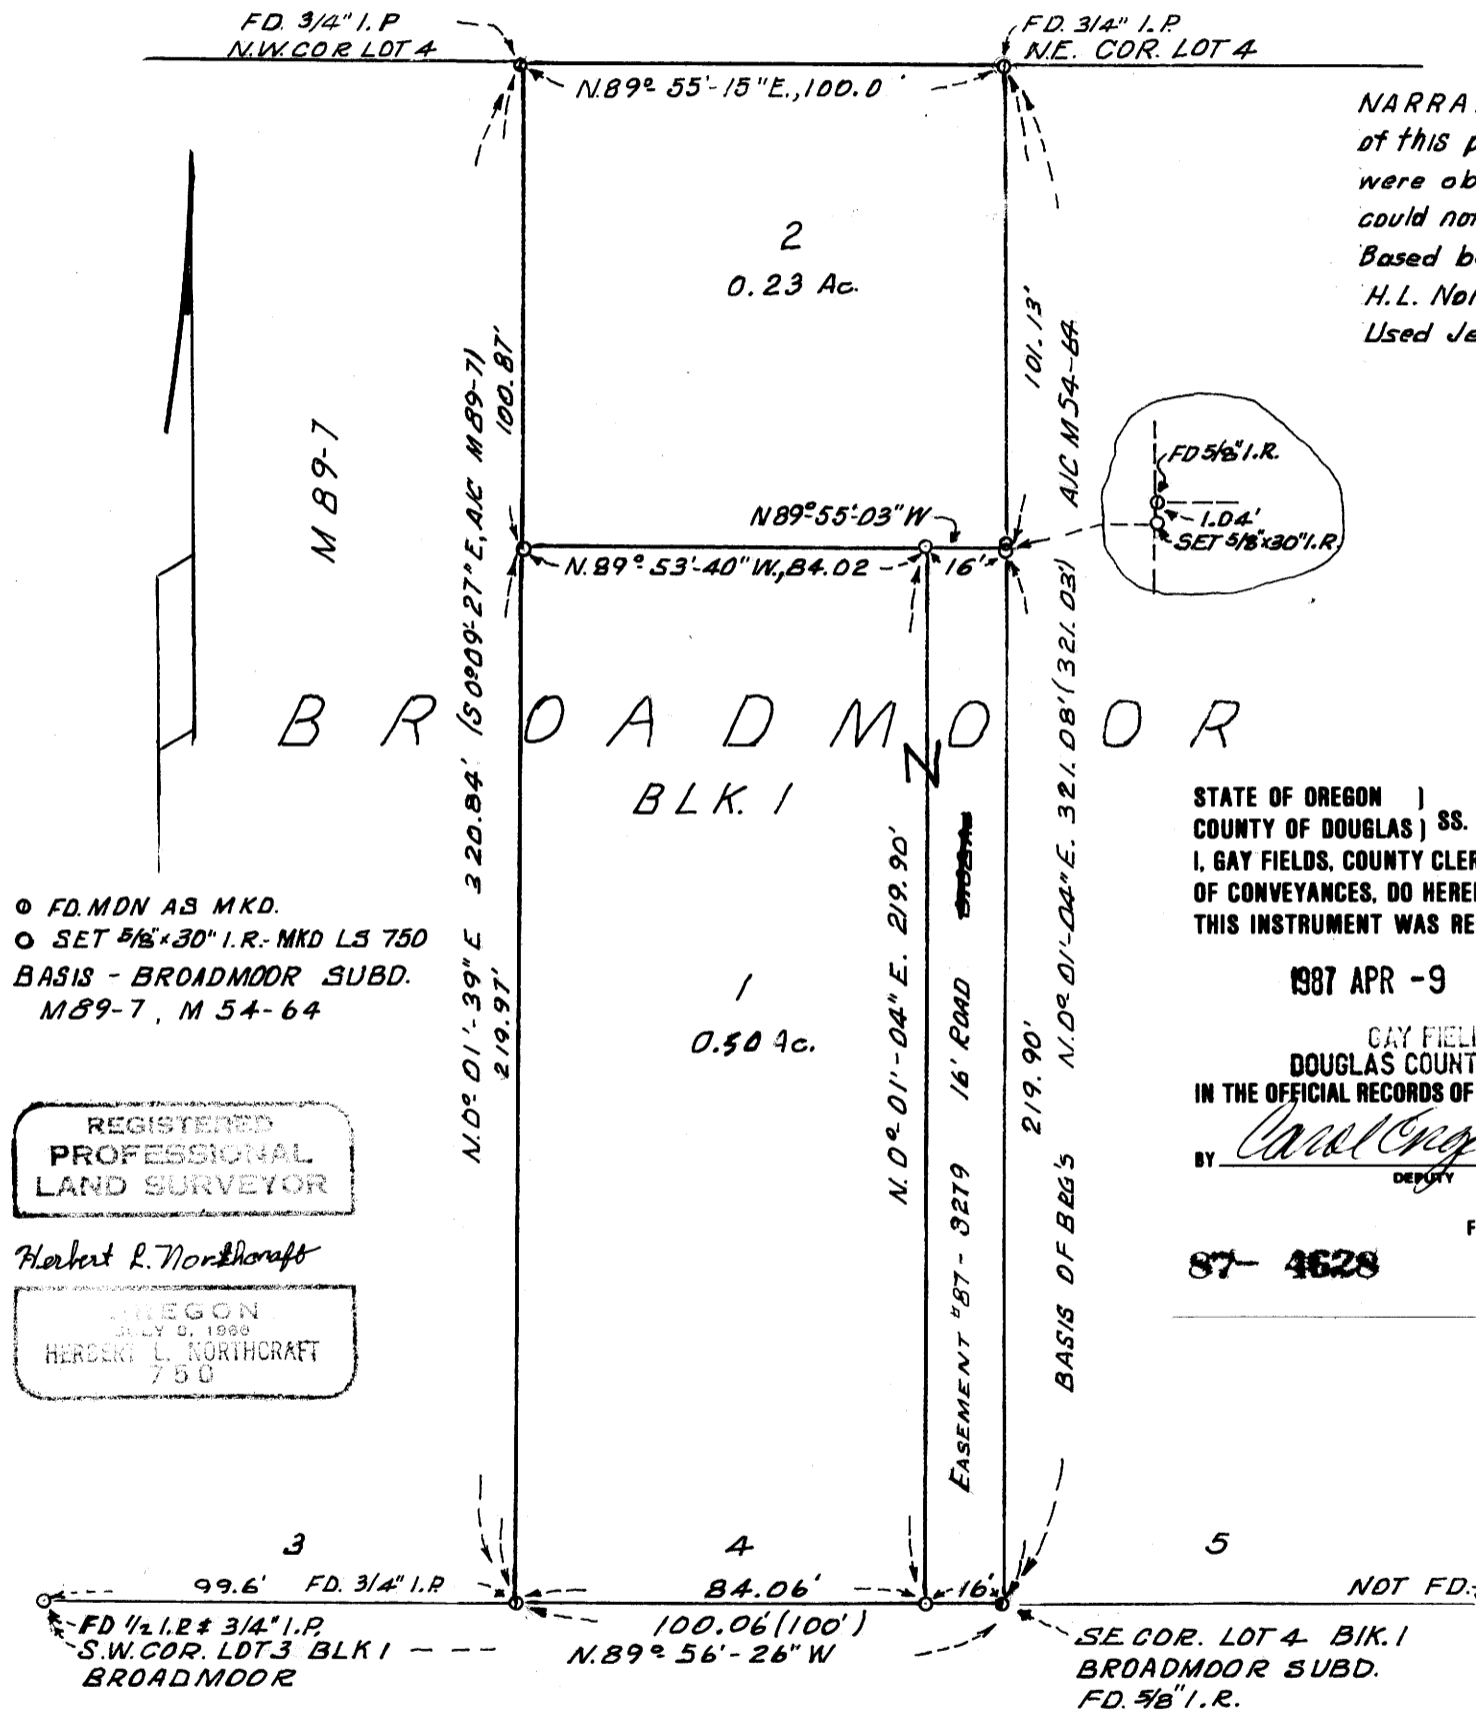 FD. 3/4" I.P
N.W. COR LOT 4
FD. 3/4" I.P.
N.E. COR. LOT 4
N.89° 55'-15"E., 100.0'
NARRA
of this p
were ob
could not
Based b
H.L. Nor
Used Je
2
0.23 Ac.
M 89-7
N.0° 01'-39" E 320.84' (S 0°09'-27"E, A/C M89-7)
100.87'
219.97'
101.13'
A/C M54-64
FD 5/8" I.R.
1.04'
SET 5/8"x30" I.R.
N89°55'-03"W
N.89° 53'-40"W., 84.02
16'
BROADMOOR
BLK. 1
N
N.0° 01'-04" E. 219.90'
EASEMENT #87-3279 16' ROAD
219.90'
BASIS OF BRG'S N.0° 01'-04"E. 321.08' (321.03')
STATE OF OREGON )
COUNTY OF DOUGLAS ) SS.
I, GAY FIELDS, COUNTY CLER
OF CONVEYANCES, DO HEREB
THIS INSTRUMENT WAS RE
1987 APR -9
GAY FIEL
DOUGLAS COUNT
IN THE OFFICIAL RECORDS OF
BY Carol
DEPUTY
F
87- 4628
FD. MON AS MKD.
SET 5/8"x30" I.R.- MKD LS 750
BASIS - BROADMOOR SUBD.
M89-7, M 54-64
1
0.50 Ac.
REGISTERED
PROFESSIONAL
LAND SURVEYOR
Herbert L. Northcraft
OREGON
HERBERT L. NORTHCRAFT
750
3
4
5
99.6' FD. 3/4" I.P.
84.06'
16'
NOT FD.
FD 1/2 I.R & 3/4" I.P.
S.W. COR. LOT 3 BLK 1
BROADMOOR
100.06' (100')
N.89° 56'-26" W
SE COR. LOT 4 BIK. 1
BROADMOOR SUBD.
FD. 5/8" I.R.